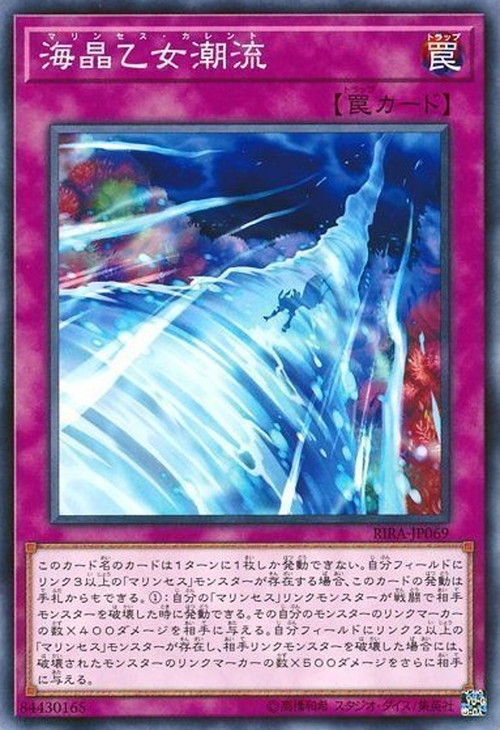 マリンセス・カレント
海晶乙女潮流
トラップ
罠
【罠カード】
RIRA-JP069
このカード名のカードは1ターンに1枚しか発動できない。自分フィールドに
リンク3以上の「マリンセス」モンスターが存在する場合、このカードの発動は
手札からもできる。①:自分の「マリンセス」リンクモンスターが戦闘で相手
モンスターを破壊した時に発動できる。その自分のモンスターのリンクマーカー
の数×400ダメージを相手に与える。自分フィールドにリンク2以上の
「マリンセス」モンスターが存在し、相手リンクモンスターを破壊した場合には、
破壊されたモンスターのリンクマーカーの数×500ダメージをさらに相手
に与える。
84430165
©高橋和希 スタジオ・ダイス/集英社